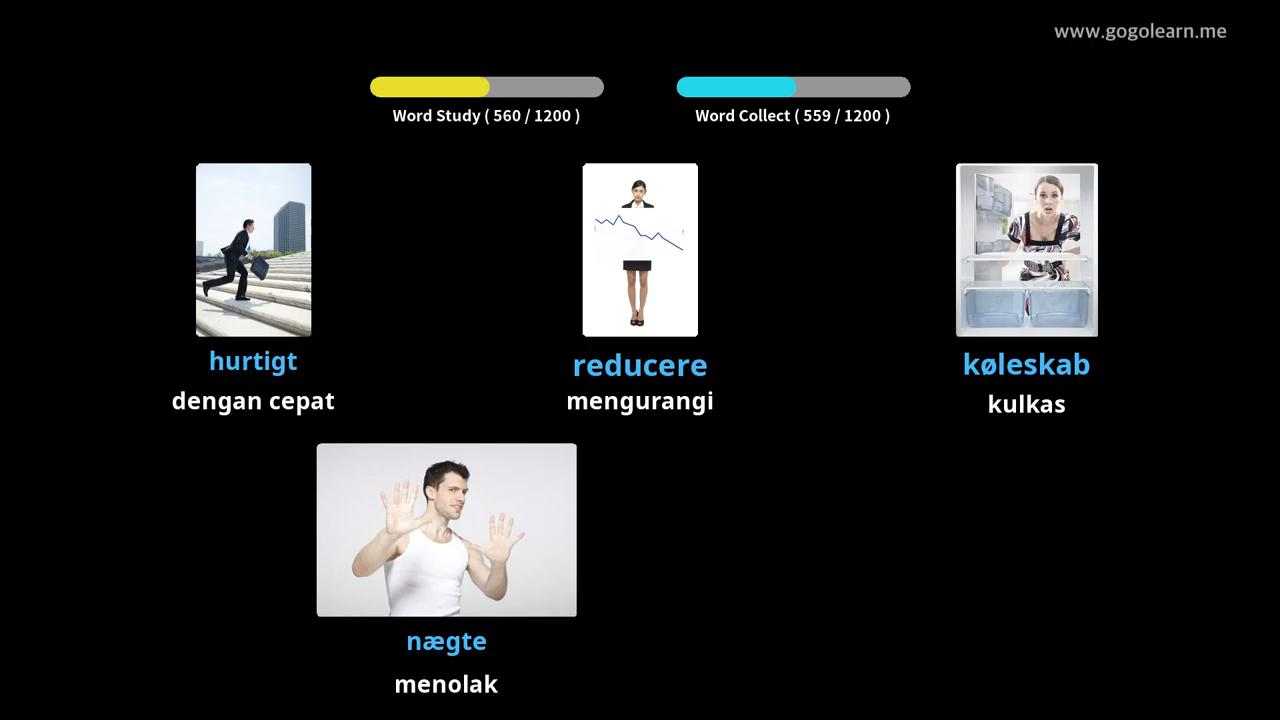 www.gogolearn.me
Word Study ( 560 / 1200 )
Word Collect ( 559 / 1200 )
hurtigt
dengan cepat
reducere
mengurangi
køleskab
kulkas
nægte
menolak